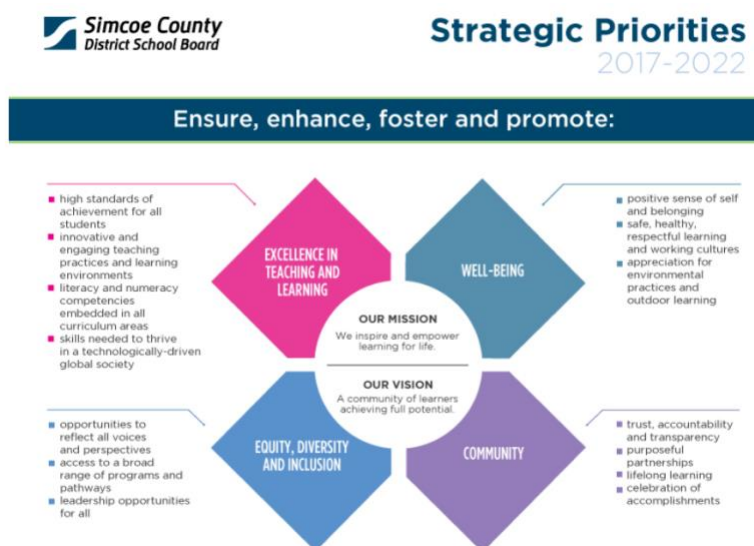 Simcoe County
District School Board
Strategic Priorities
2017-2022
Ensure, enhance, foster and promote:
high standards of
achievement for all
students
innovative and
engaging teaching
practices and learning
environments
literacy and numeracy
competencies
embedded in all
curriculum areas
skills needed to thrive
in a technologically-driven
global society
EXCELLENCE IN
TEACHING AND
LEARNING
WELL-BEING
positive sense of self
and belonging
safe, healthy,
respectful learning
and working cultures
appreciation for
environmental
practices and
outdoor learning
OUR MISSION
We inspire and empower
learning for life.
OUR VISION
A community of learners
achieving full potential.
opportunities to
reflect all voices
and perspectives
access to a broad
range of programs and
pathways
leadership opportunities
for all
EQUITY, DIVERSITY
AND INCLUSION
COMMUNITY
trust, accountability
and transparency
purposeful
partnerships
lifelong learning
celebration of
accomplishments